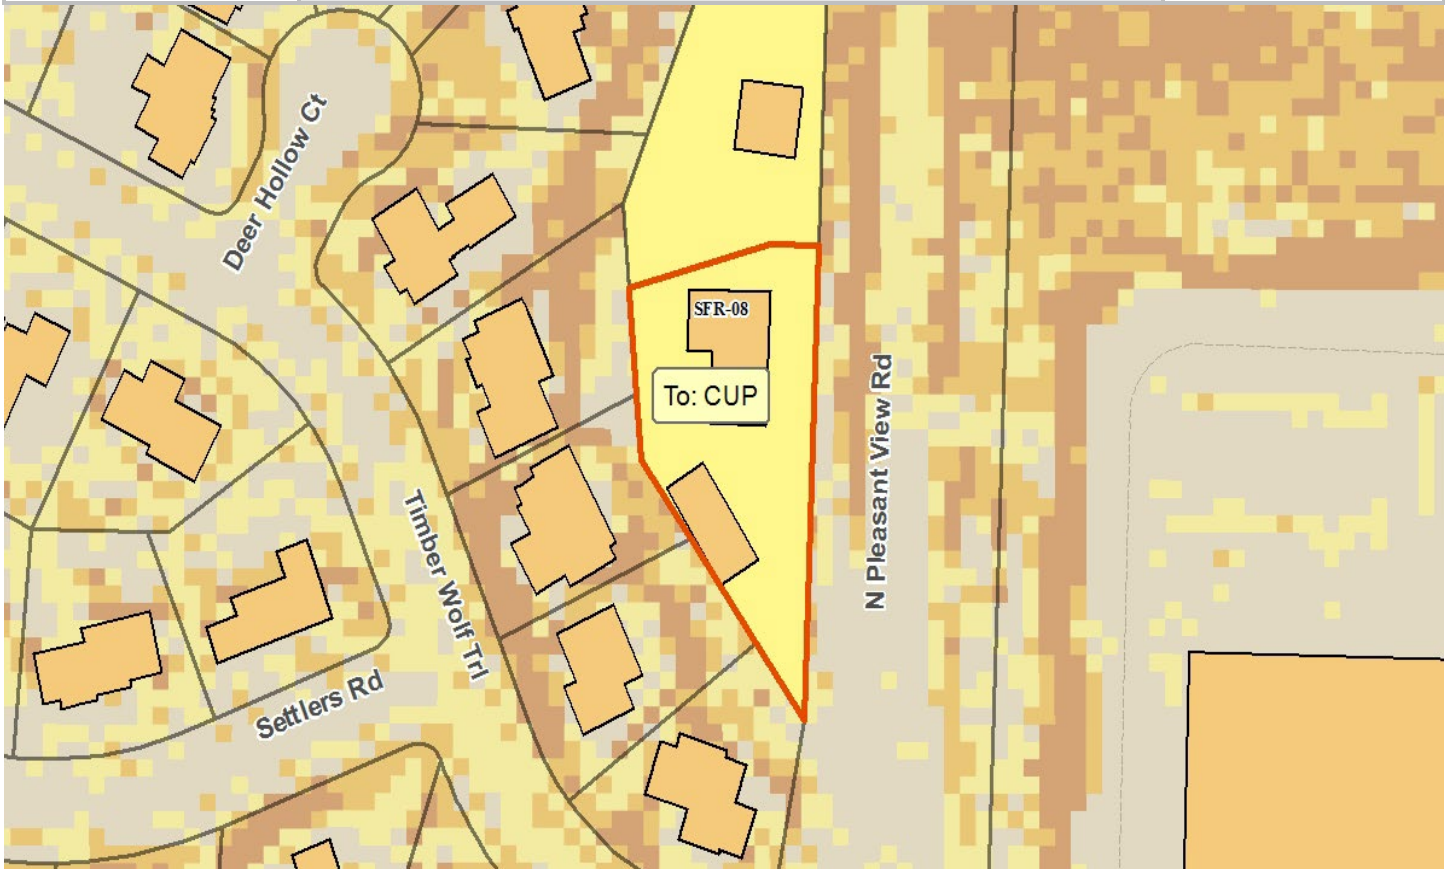 Deer Hollow Ct
SFR-08
To: CUP
N Pleasant View Rd
Timber Wolf Trl
Settlers Rd